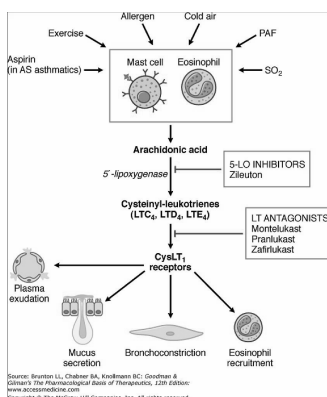 Allergen
Cold air
Exercise
PAF
Aspirin
(in AS asthmatics)
Mast cell
Eosinophil
SO2
Arachidonic acid
5´-lipoxygenase
5-LO INHIBITORS
Zileuton
Cysteinyl-leukotrienes
(LTC4, LTD4, LTE4)
LT ANTAGONISTS
Montelukast
Pranlukast
Zafirlukast
CysLT1
receptors
Plasma
exudation
Mucus
secretion
Bronchoconstriction
Eosinophil
recruitment
Source: Brunton LL, Chabner BA, Knollmann BC: Goodman &
Gilman's The Pharmacological Basis of Therapeutics, 12th Edition:
www.accessmedicine.com